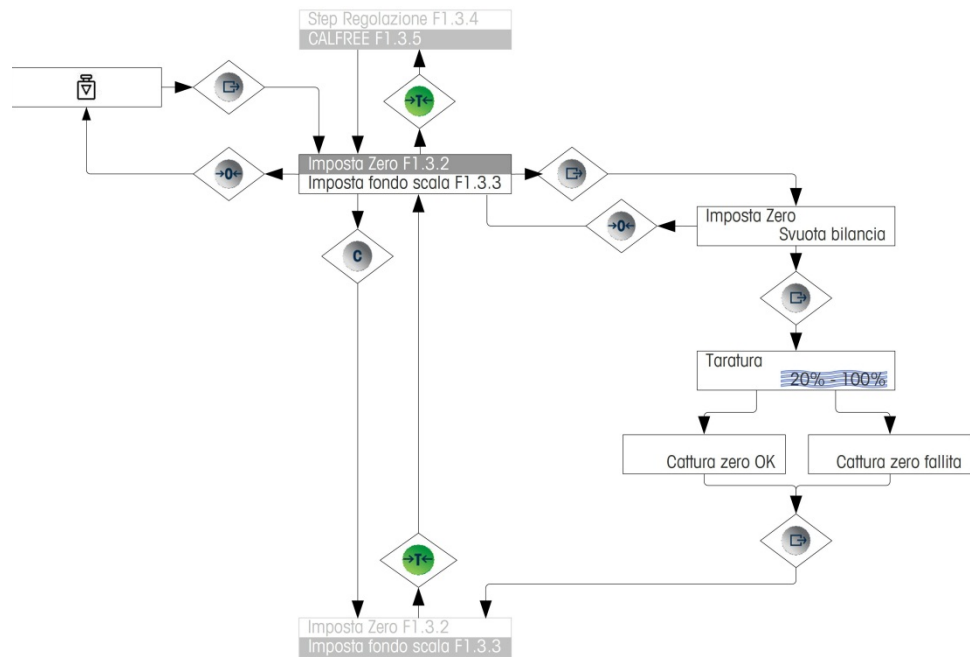 Step Regolazione F1.3.4
CALFREE F1.3.5
→T←
→0←
Imposta Zero F1.3.2
Imposta fondo scala F1.3.3
→0←
Imposta Zero
Svuota bilancia
C
Taratura
20% - 100%
Cattura zero OK
Cattura zero fallita
→T←
Imposta Zero F1.3.2
Imposta fondo scala F1.3.3